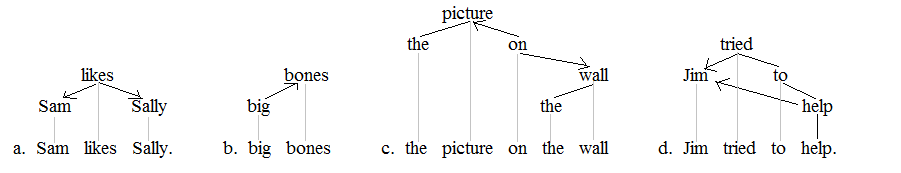 picture
the on tried
likes bones wall Jim to
Sam Sally big the help
a. Sam likes Sally. b. big bones c. the picture on the wall d. Jim tried to help.